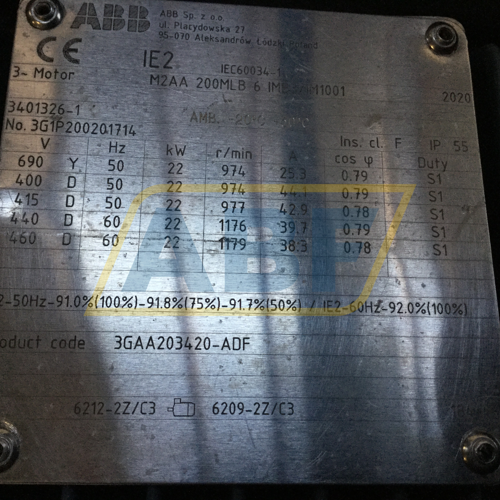 ABB
ABB Sp. z o.o.
ul. Placydowska 27
95-070 Aleksandrów Łódzki Poland
CE IE2 IEC60034-1
3~ Motor M2AA 200MLB 6 2020
3401326-1 AMB.
No. 3G1P200201714 Ins. cl. F IP 55
V Hz kW r/min cos φ Duty
690 Y 50 22 974 25.3 0.79 S1
400 D 50 22 974 44.1 0.79 S1
415 D 50 22 977 42.9 0.78 S1
440 D 60 22 1176 39.7 0.79 S1
460 D 60 22 1179 38.3 0.78 S1
2-50Hz-91.0%(100%)-91.8%(75%)-91.7%(50%) / IE2-60Hz-92.0%(100%)
oduct code 3GAA203420-ADF
6212-2Z/C3 6209-2Z/C3